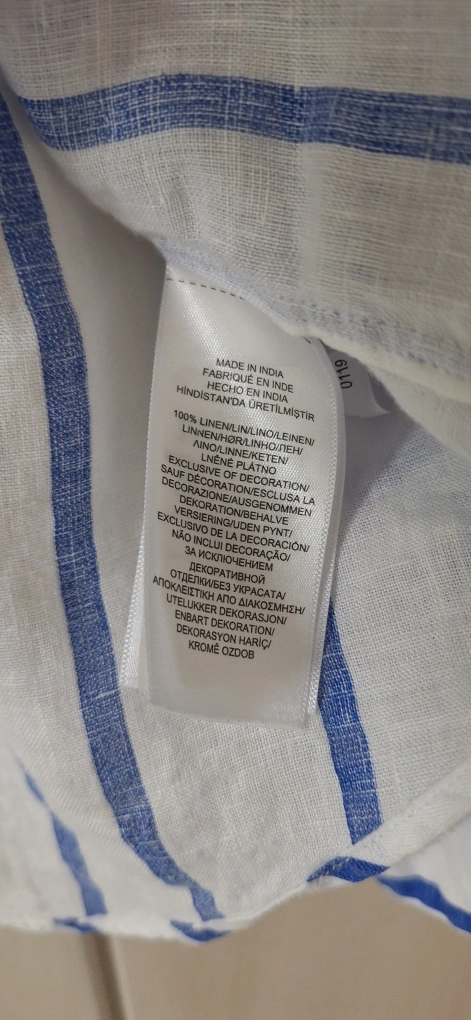 MADE IN INDIA
FABRIQUÉ EN INDE
HECHO EN INDIA
HİNDİSTAN'DA ÜRETİLMİŞTİR
100% LINEN/LIN/LINO/LEINEN/
LINNEN/HØR/LINHO/ЛЕН/
ΛΙΝΟ/LINNE/KETEN/
LNĚNÉ PLÁTNO
EXCLUSIVE OF DECORATION/
SAUF DÉCORATION/ESCLUSA LA
DECORAZIONE/AUSGENOMMEN
DEKORATION/BEHALVE
VERSIERING/UDEN PYNT/
EXCLUSIVO DE LA DECORACIÓN/
NÃO INCLUI DECORAÇÃO/
ЗА ИСКЛЮЧЕНИЕМ
ДЕКОРАТИВНОЙ
ОТДЕЛКИ/БЕЗ УКРАСАТА/
ΑΠΟΚΛΕΙΣΤΙΚΗ ΑΠΟ ΔΙΑΚΟΣΜΗΣΗ/
UTELUKKER DEKORASJON/
ENBART DEKORATION/
DEKORASYON HARİÇ/
KROMĚ OZDOB
0119